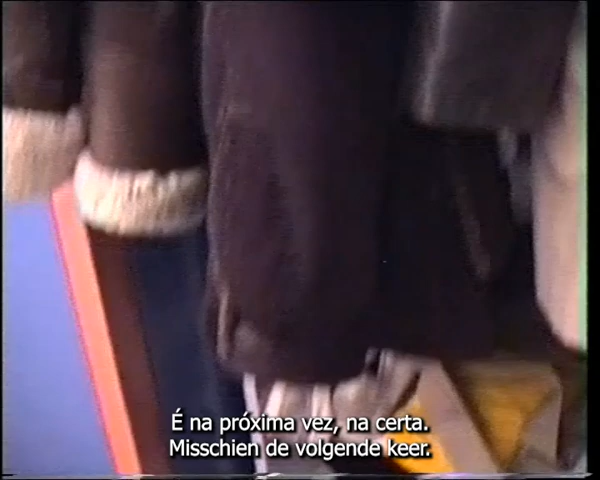 É na próxima vez, na certa.
Misschien de volgende keer.